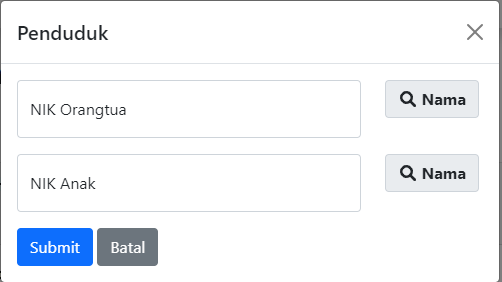 Penduduk
NIK Orangtua
Nama
NIK Anak
Nama
Submit Batal